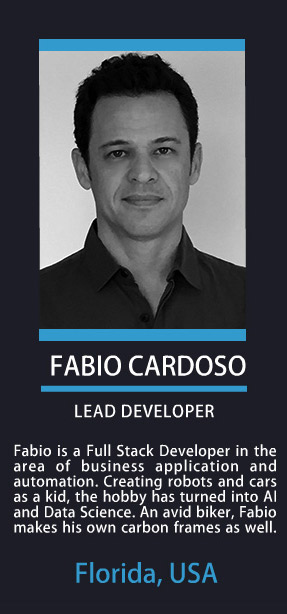 FABIO CARDOSO
LEAD DEVELOPER
Fabio is a Full Stack Developer in the
area of business application and
automation. Creating robots and cars
as a kid, the hobby has turned into AI
and Data Science. An avid biker, Fabio
makes his own carbon frames as well.
Florida, USA